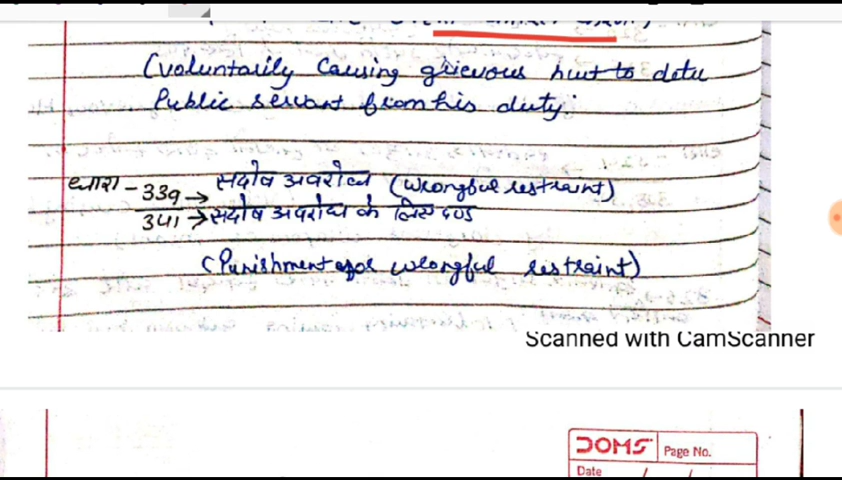 (voluntarily Causing grievous hurt to deter
Public servant from his duty.
धारा - 339 → सदोष अवरोध (wrongful restraint)
341 → सदोष अवरोध के लिए दण्ड
(Punishment for wrongful restraint)
Scanned with CamScanner
DOMS Page No.
Date / /